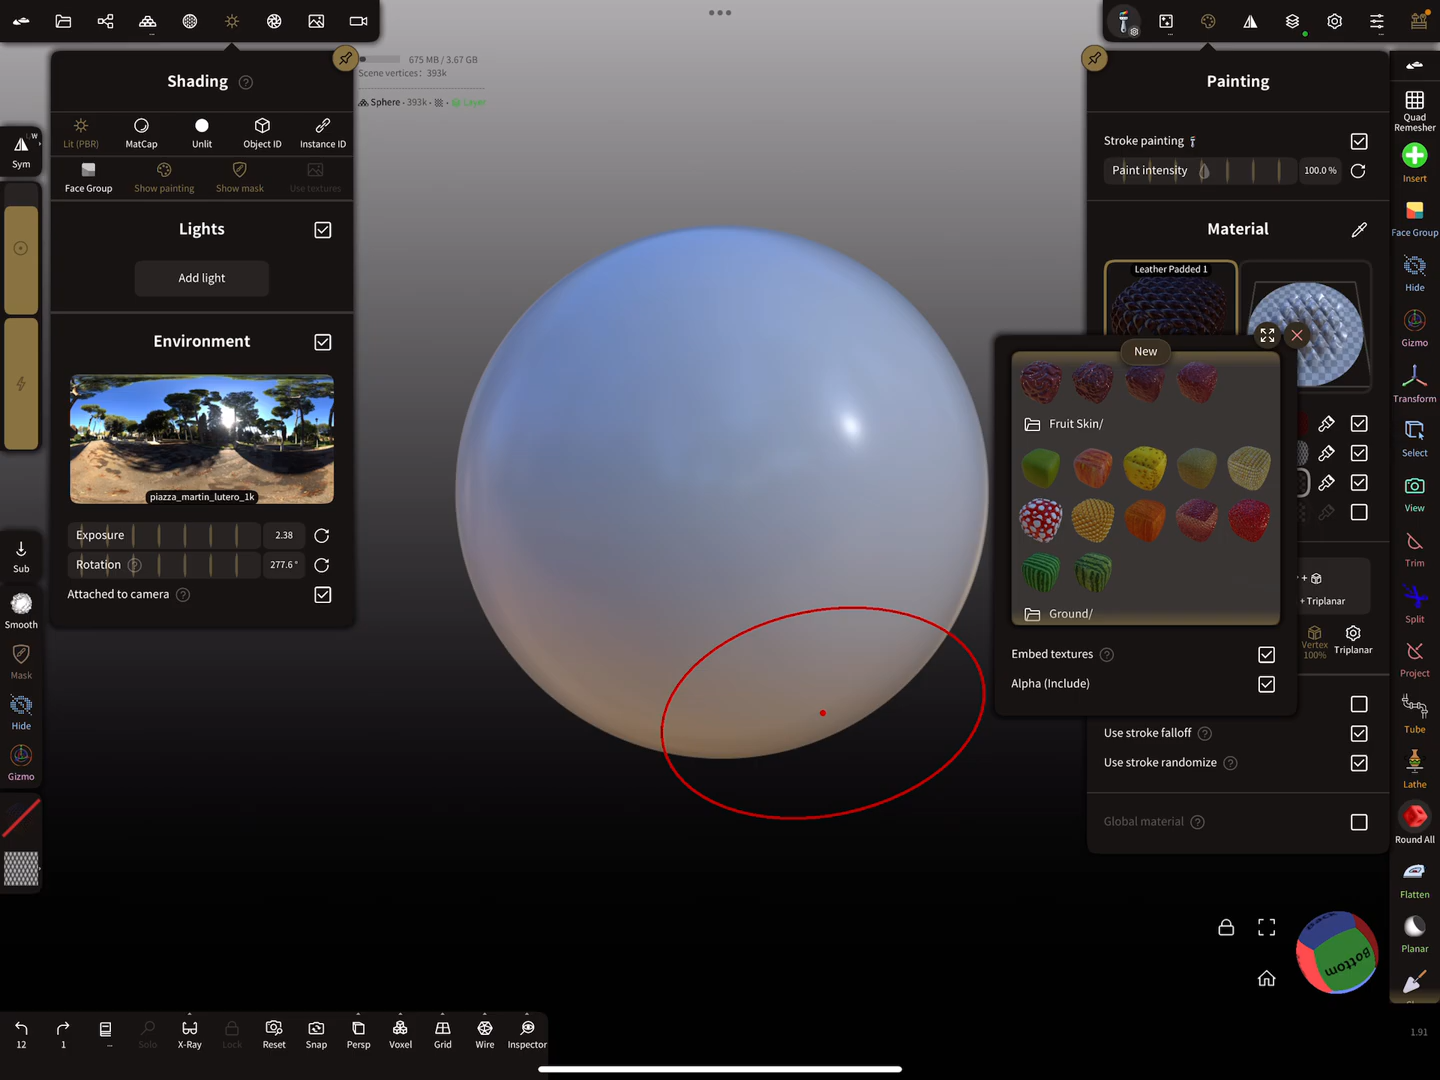 675 MB / 3.67 GB
Scene vertices: 393k
Sphere · 393k · · Layer
Shading
Lit (PBR)
MatCap
Unlit
Object ID
Instance ID
Face Group
Show painting
Show mask
Use textures
Lights
Add light
Environment
piazza_martin_lutero_1k
Exposure
2.38
Rotation
277.6°
Attached to camera
Sym
Sub
Smooth
Mask
Hide
Gizmo
Painting
Stroke painting
Paint intensity
100.0 %
Material
Leather Padded 1
New
Fruit Skin/
Ground/
Embed textures
Alpha (Include)
+ Triplanar
Vertex
100%
Triplanar
Use stroke falloff
Use stroke randomize
Global material
Quad
Remesher
Insert
Face Group
Hide
Gizmo
Transform
Select
View
Trim
Split
Project
Tube
Lathe
Round All
Flatten
Planar
Back
Bottom
12
1
...
Solo
X-Ray
Lock
Reset
Snap
Persp
Voxel
Grid
Wire
Inspector
1.91